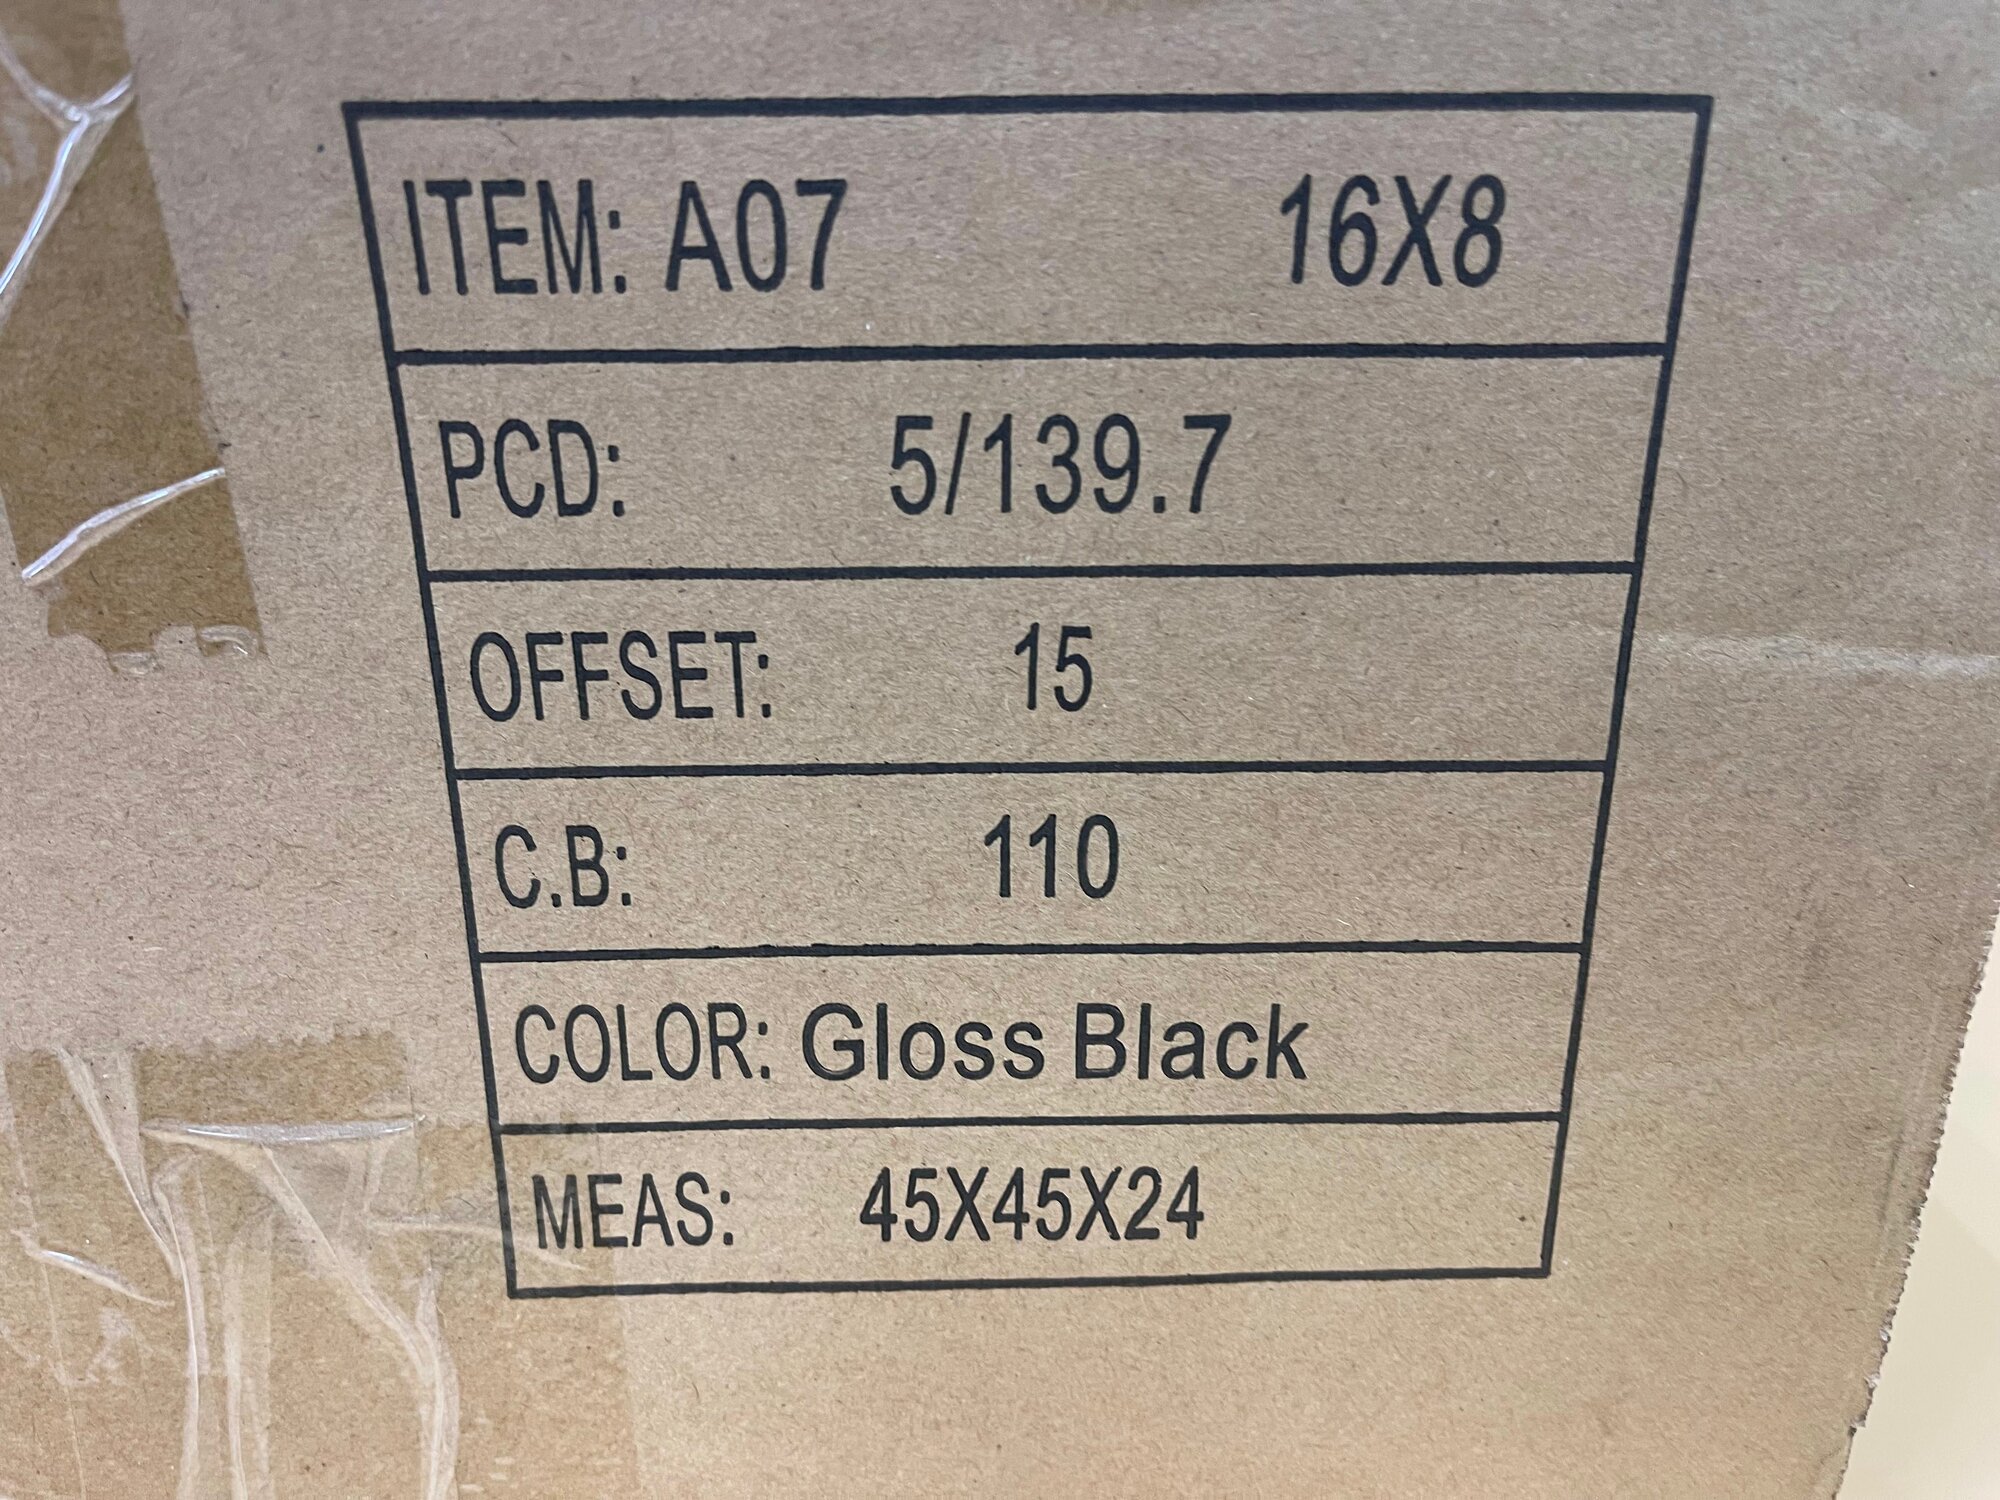 ITEM: A07 16X8
PCD: 5/139.7
OFFSET: 15
C.B: 110
COLOR: Gloss Black
MEAS: 45X45X24